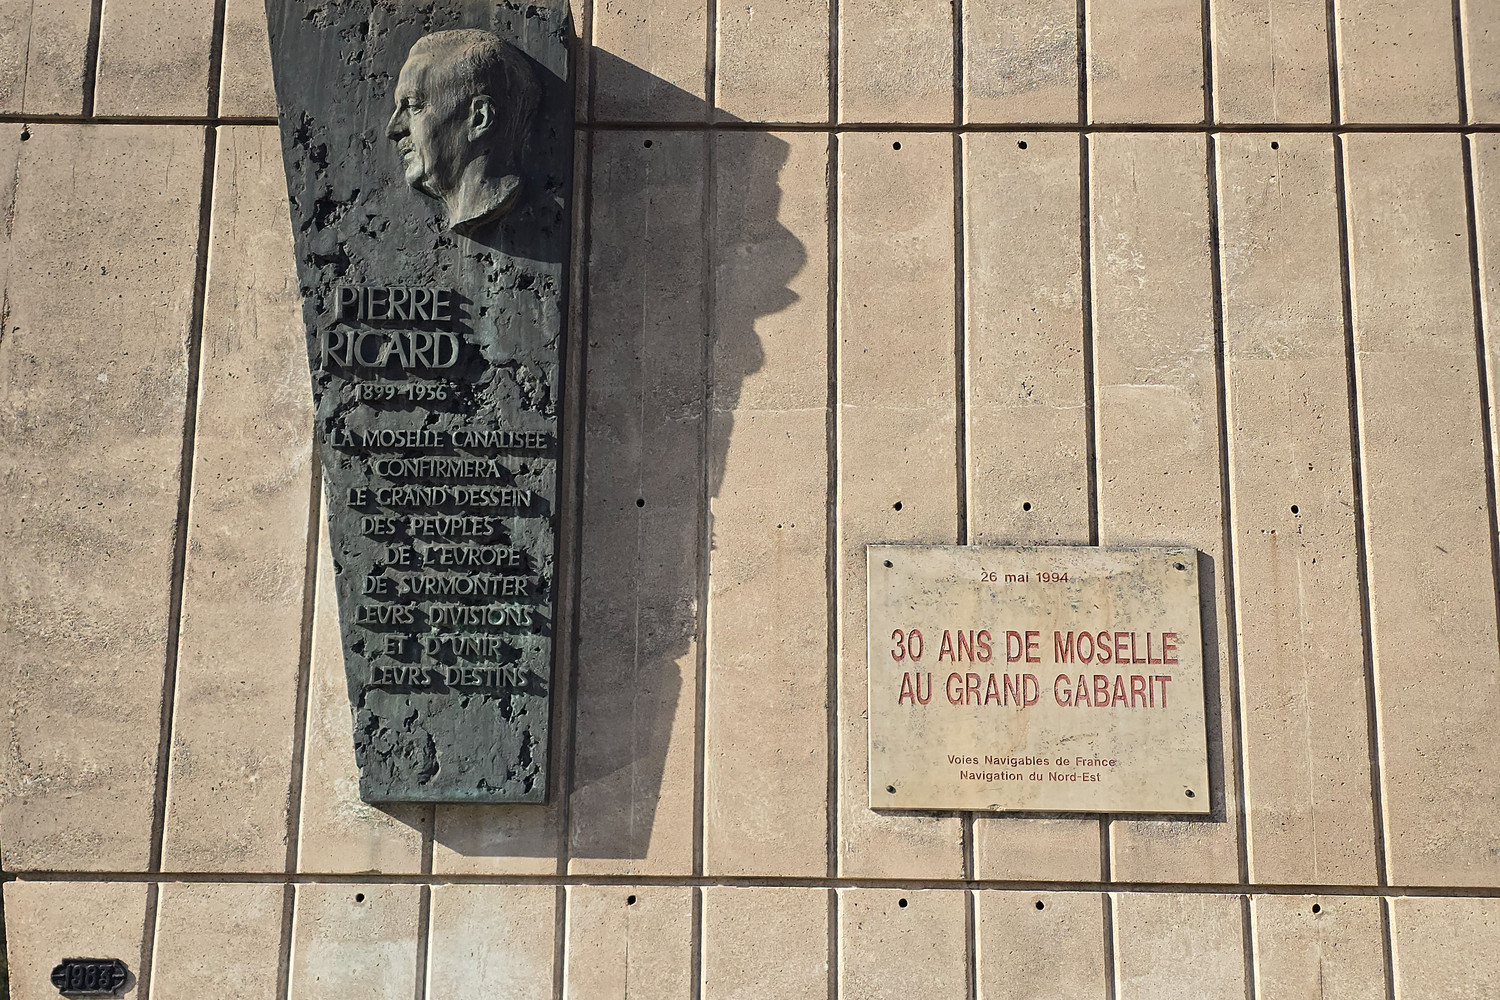 PIERRE
RICARD
1899-1956
LA MOSELLE CANALISEE
CONFIRMERA
LE GRAND DESSEIN
DES PEUPLES
DE L'EUROPE
DE SURMONTER
LEURS DIVISIONS
ET D'UNIR
LEURS DESTINS
26 mai 1994
30 ANS DE MOSELLE
AU GRAND GABARIT
Voies Navigables de France
Navigation du Nord-Est
1963